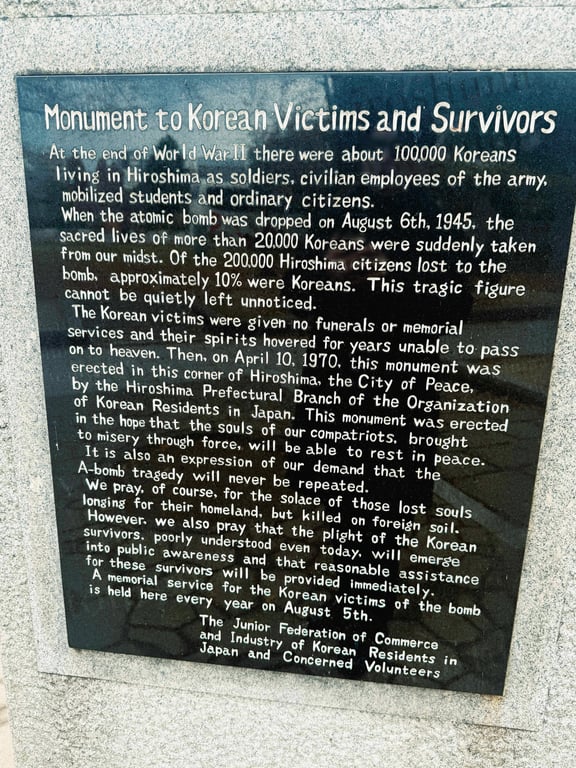 Monument to Korean Victims and Survivors
At the end of World War II there were about 100,000 Koreans
living in Hiroshima as soldiers, civilian employees of the army,
mobilized students and ordinary citizens.
When the atomic bomb was dropped on August 6th, 1945, the
sacred lives of more than 20,000 Koreans were suddenly taken
from our midst. Of the 200,000 Hiroshima citizens lost to the
bomb, approximately 10% were Koreans. This tragic figure
cannot be quietly left unnoticed.
The Korean victims were given no funerals or memorial
services and their spirits hovered for years unable to pass
on to heaven. Then, on April 10, 1970, this monument was
erected in this corner of Hiroshima, the City of Peace,
by the Hiroshima Prefectural Branch of the Organization
of Korean Residents in Japan. This monument was erected
in the hope that the souls of our compatriots, brought
to misery through force, will be able to rest in peace.
It is also an expression of our demand that the
A-bomb tragedy will never be repeated.
We pray, of course, for the solace of those lost souls
longing for their homeland, but killed on foreign soil.
However, we also pray that the plight of the Korean
survivors, poorly understood even today, will emerge
into public awareness and that reasonable assistance
for these survivors will be provided immediately.
A memorial service for the Korean victims of the bomb
is held here every year on August 5th.
The Junior Federation of Commerce
and Industry of Korean Residents in
Japan and Concerned Volunteers